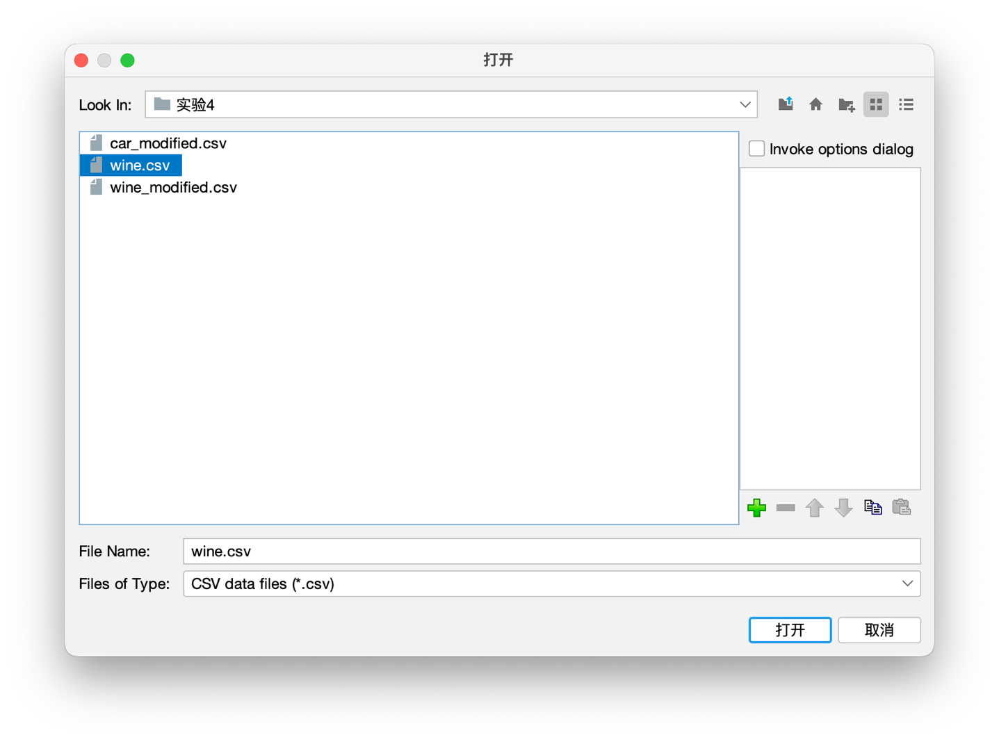 打开
Look In: 实验4
car_modified.csv
wine.csv
wine_modified.csv
Invoke options dialog
File Name: wine.csv
Files of Type: CSV data files (*.csv)
打开 取消